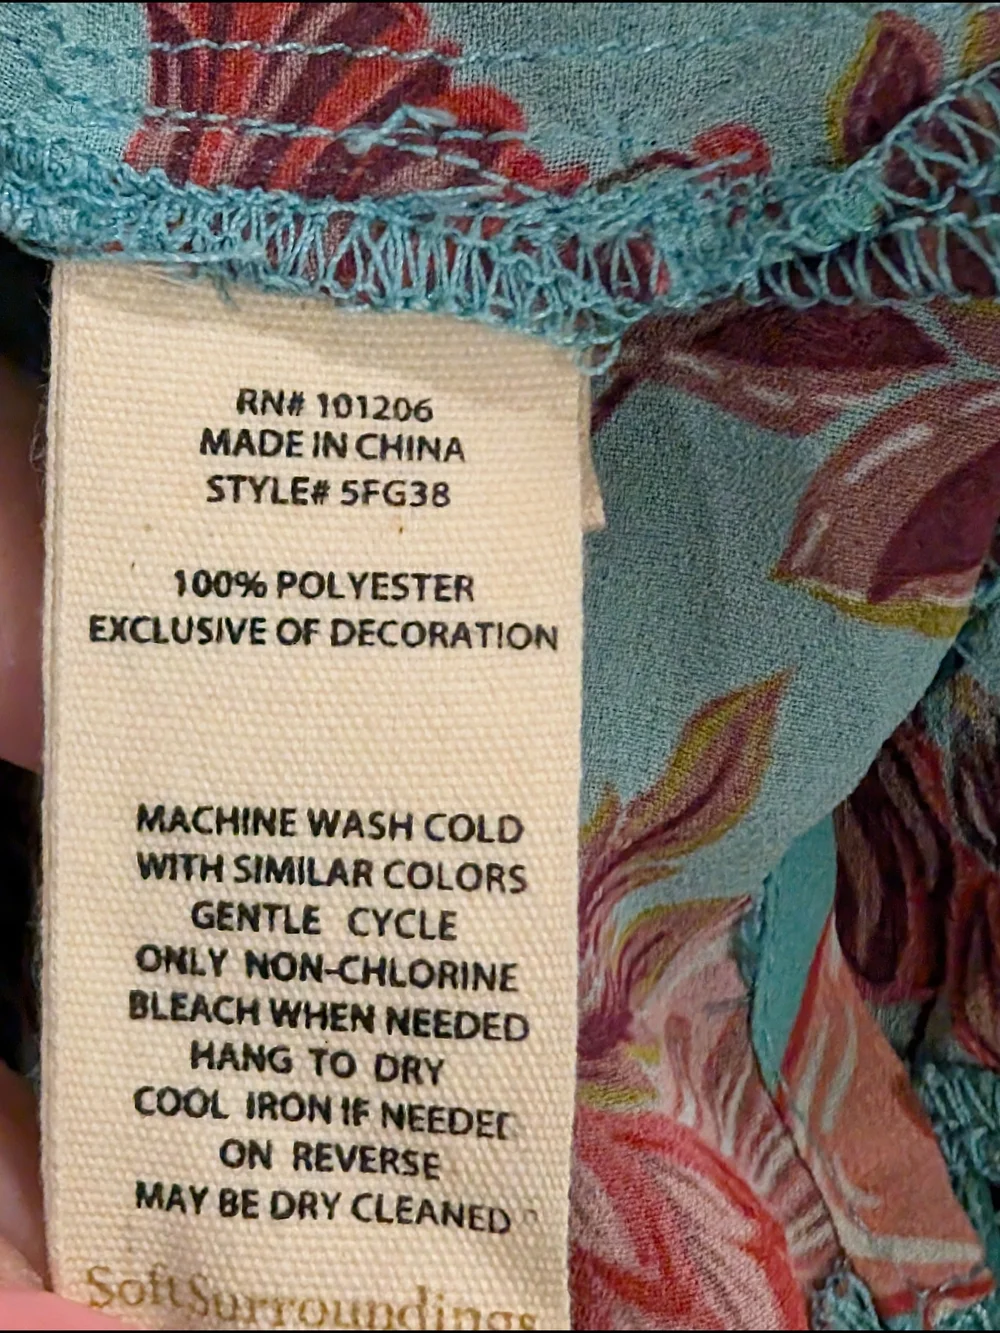 RN# 101206
MADE IN CHINA
STYLE# 5FG38
100% POLYESTER
EXCLUSIVE OF DECORATION
MACHINE WASH COLD
WITH SIMILAR COLORS
GENTLE CYCLE
ONLY NON-CHLORINE
BLEACH WHEN NEEDED
HANG TO DRY
COOL IRON IF NEEDED
ON REVERSE
MAY BE DRY CLEANED
SoftSurroundings